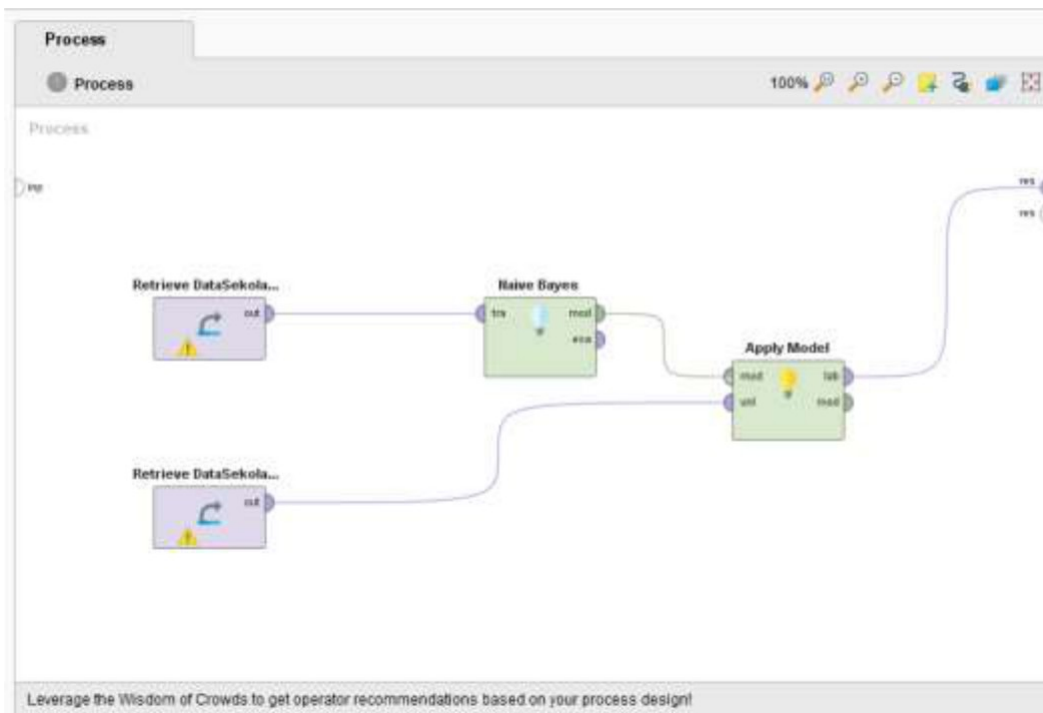 Process
Process
100%
Process
inp
res
res
Retrieve DataSekola...
out
Naive Bayes
tra
mod
exa
Apply Model
mod
lab
unl
mod
Retrieve DataSekola...
out
Leverage the Wisdom of Crowds to get operator recommendations based on your process design!